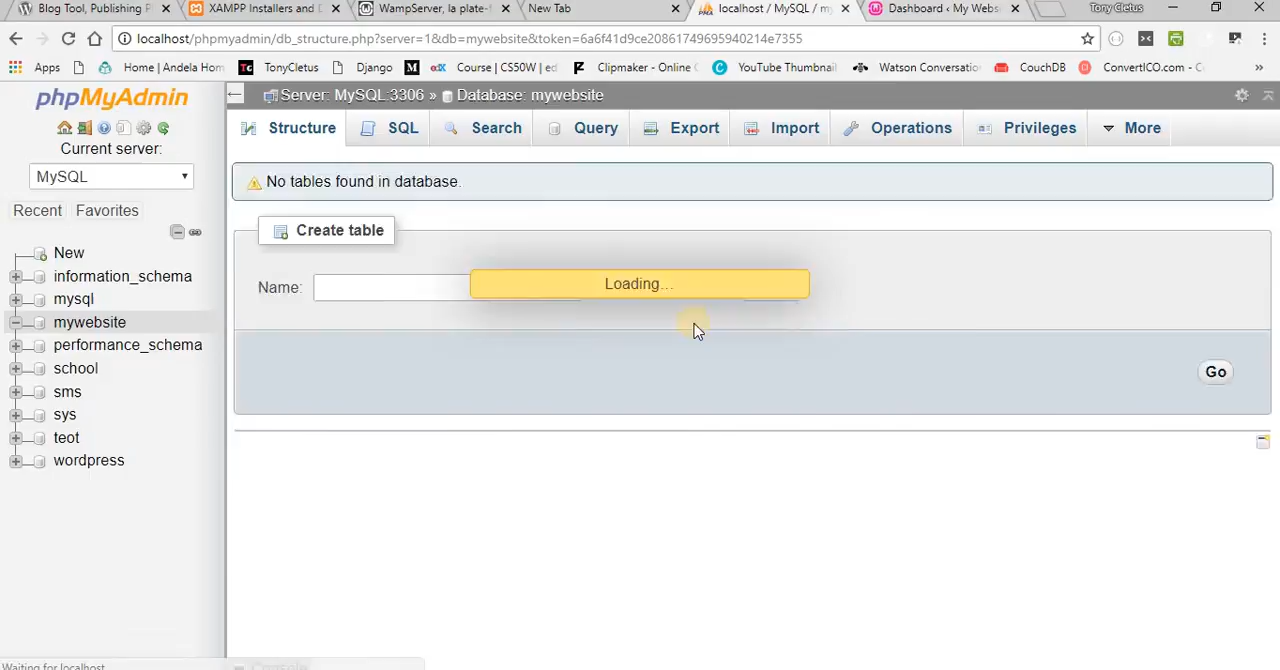 Blog Tool, Publishing P
XAMPP Installers and D
WampServer, la plate-f
New Tab
localhost / MySQL / my
Dashboard ‹ My Webs
Tony Cletus
localhost/phpmyadmin/db_structure.php?server=1&db=mywebsite&token=6a6f41d9ce20861749695940214e7355
Apps
Home | Andela Hom
Tc TonyCletus
Django
M
edX Course | CS50W | ed
Clipmaker - Online C
C YouTube Thumbnail
Watson Conversatio
CouchDB
ConvertICO.com - C
»
phpMyAdmin
Current server:
MySQL
Recent Favorites
New
information_schema
mysql
mywebsite
performance_schema
school
sms
sys
teot
wordpress
Server: MySQL:3306 » Database: mywebsite
Structure SQL Search Query Export Import Operations Privileges More
No tables found in database.
Create table
Name:
Loading…
Go
Waiting for localhost
Console